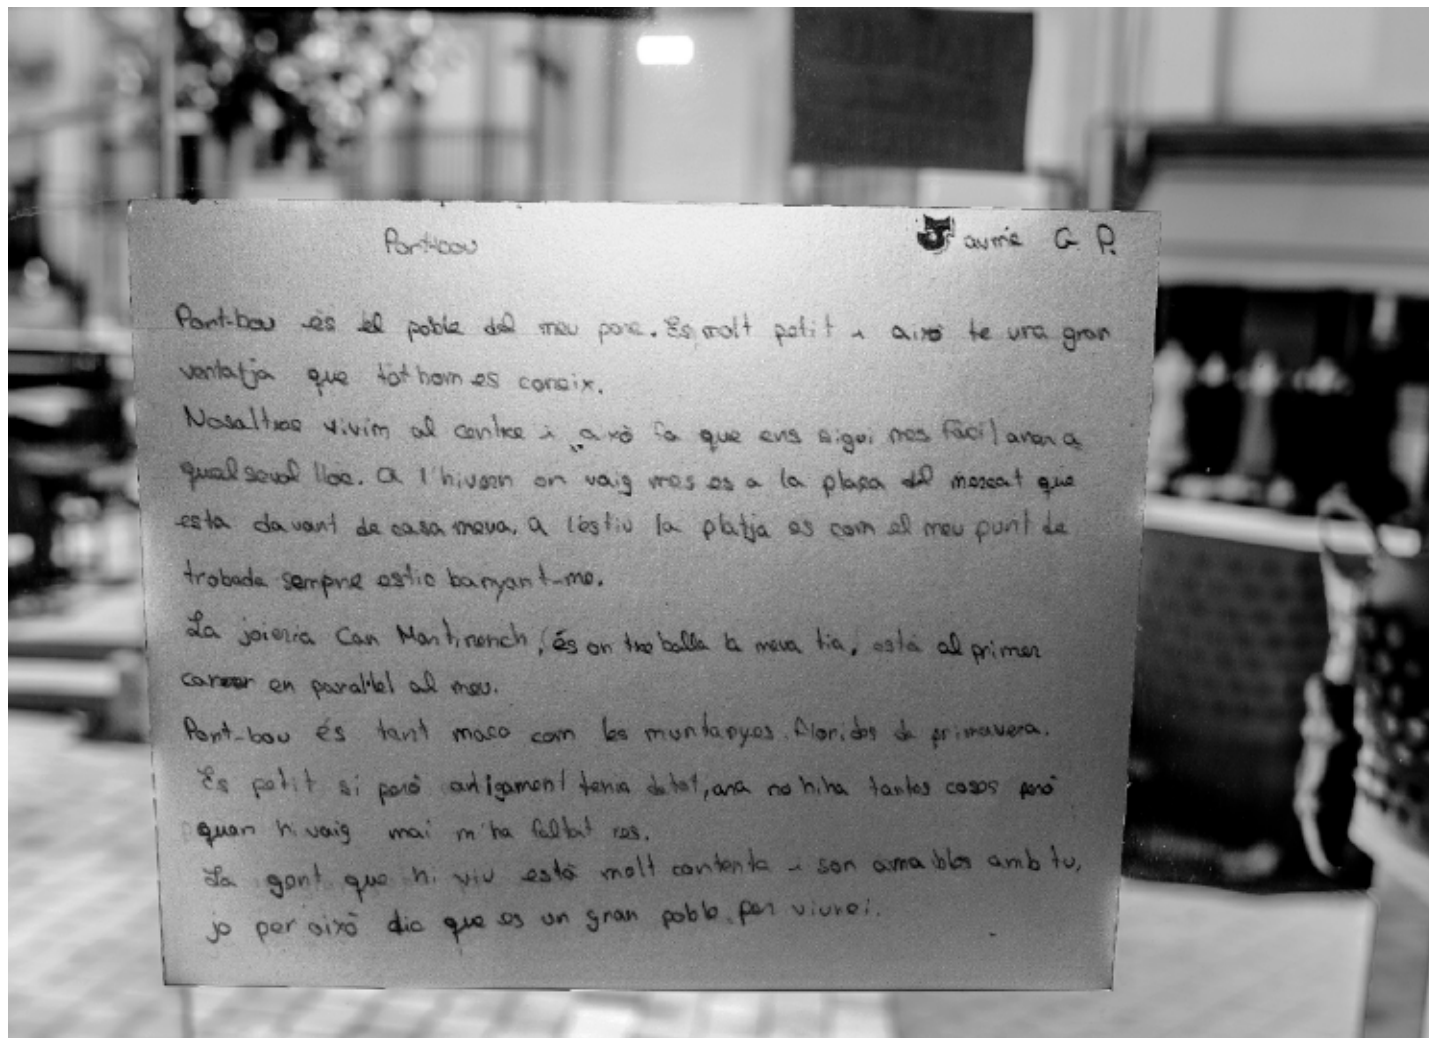 Port-bou
Jaume G P.
Port-bou és el poble del meu pare. Es molt petit i això te una gran
ventatja que tothom es coneix.
Nosaltres vivim al centre i això fa que ens sigui mes fàcil anar a
qualsevol lloc. A l'hivern on vaig mes es a la plaça del mercat que
esta davant de casa meva, a l'estiu la platja es com el meu punt de
trobada sempre estic banyant-me.
La joieria Can Martinench, és on treballa la meva tia, està al primer
carrer en paral·lel al meu.
Port-bou és tant maco com les muntanyes floridas de primavera.
Es petit si però antigament tenia de tot, ara no hi ha tantes coses però
quan hi vaig mai m'ha faltat res.
La gent que hi viu està molt contenta i son amables amb tu,
jo per això dic que es un gran poble per viurei.